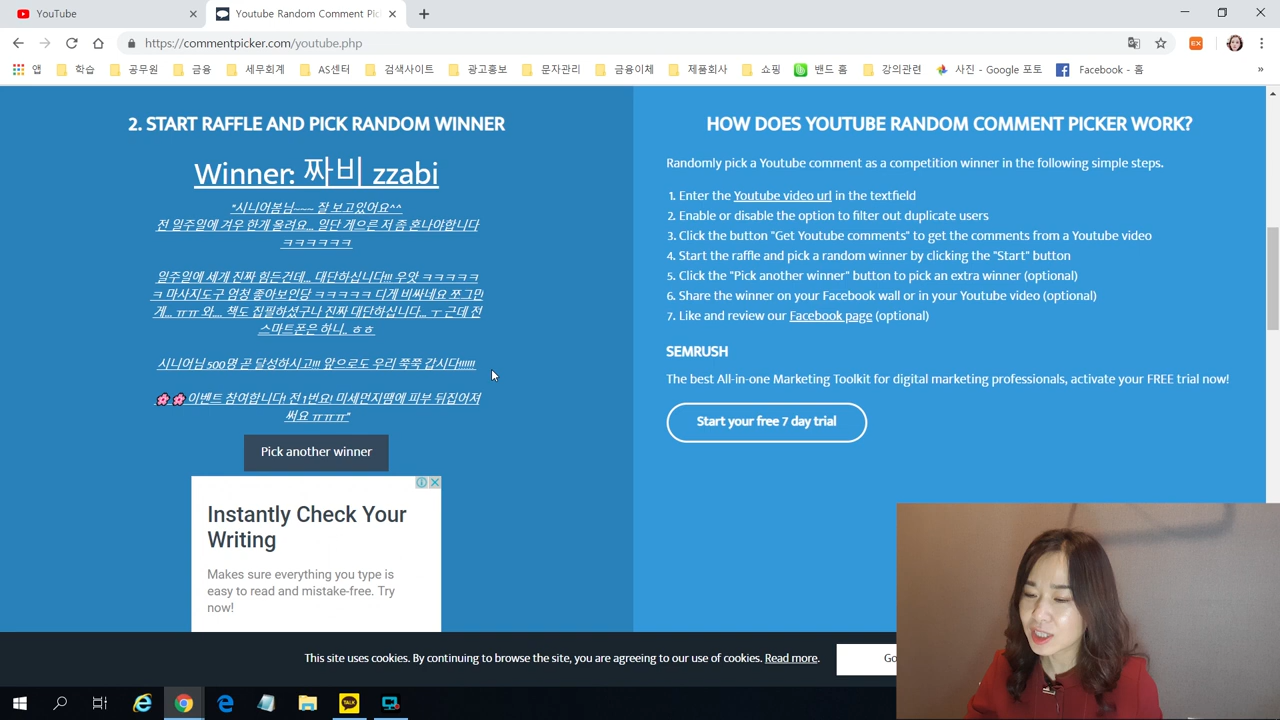 YouTube
Youtube Random Comment Pic
https://commentpicker.com/youtube.php
앱
학습
공무원
금융
세무회계
AS센터
검색사이트
광고홍보
문자관리
금융이체
제품회사
쇼핑
밴드 홈
강의관련
사진 - Google 포토
Facebook - 홈
»
2. START RAFFLE AND PICK RANDOM WINNER
Winner: 짜비 zzabi
"시니어봄님~~~ 잘 보고있어요^^
전 일주일에 겨우 한개 올려요... 일단 게으른 저 좀 혼나야합니다
ㅋㅋㅋㅋㅋㅋ
일주일에 세개 진짜 힘든건데... 대단하십니다!!! 우앗 ㅋㅋㅋㅋㅋ
ㅋ 마사지도구 엄청 좋아보인당 ㅋㅋㅋㅋㅋ 디게 비싸네요 쪼그만
게... ㅠㅠ 와.... 책도 집필하셨구나 진짜 대단하십니다... ㅜ 근데 전
스마트폰은 하니.. ㅎㅎ
시니어님 500명 곧 달성하시고!!! 앞으로도 우리 쭉쭉 갑시다!!!!!!
🌸🌸이벤트 참여합니다! 전 1번요! 미세먼지땜에 피부 뒤집어져
써요 ㅠㅠㅠ"
Pick another winner
Instantly Check Your
Writing
Makes sure everything you type is
easy to read and mistake-free. Try
now!
HOW DOES YOUTUBE RANDOM COMMENT PICKER WORK?
Randomly pick a Youtube comment as a competition winner in the following simple steps.
1. Enter the Youtube video url in the textfield
2. Enable or disable the option to filter out duplicate users
3. Click the button "Get Youtube comments" to get the comments from a Youtube video
4. Start the raffle and pick a random winner by clicking the "Start" button
5. Click the "Pick another winner" button to pick an extra winner (optional)
6. Share the winner on your Facebook wall or in your Youtube video (optional)
7. Like and review our Facebook page (optional)
SEMRUSH
The best All-in-one Marketing Toolkit for digital marketing professionals, activate your FREE trial now!
Start your free 7 day trial
This site uses cookies. By continuing to browse the site, you are agreeing to our use of cookies. Read more.
Go
EX
TALK